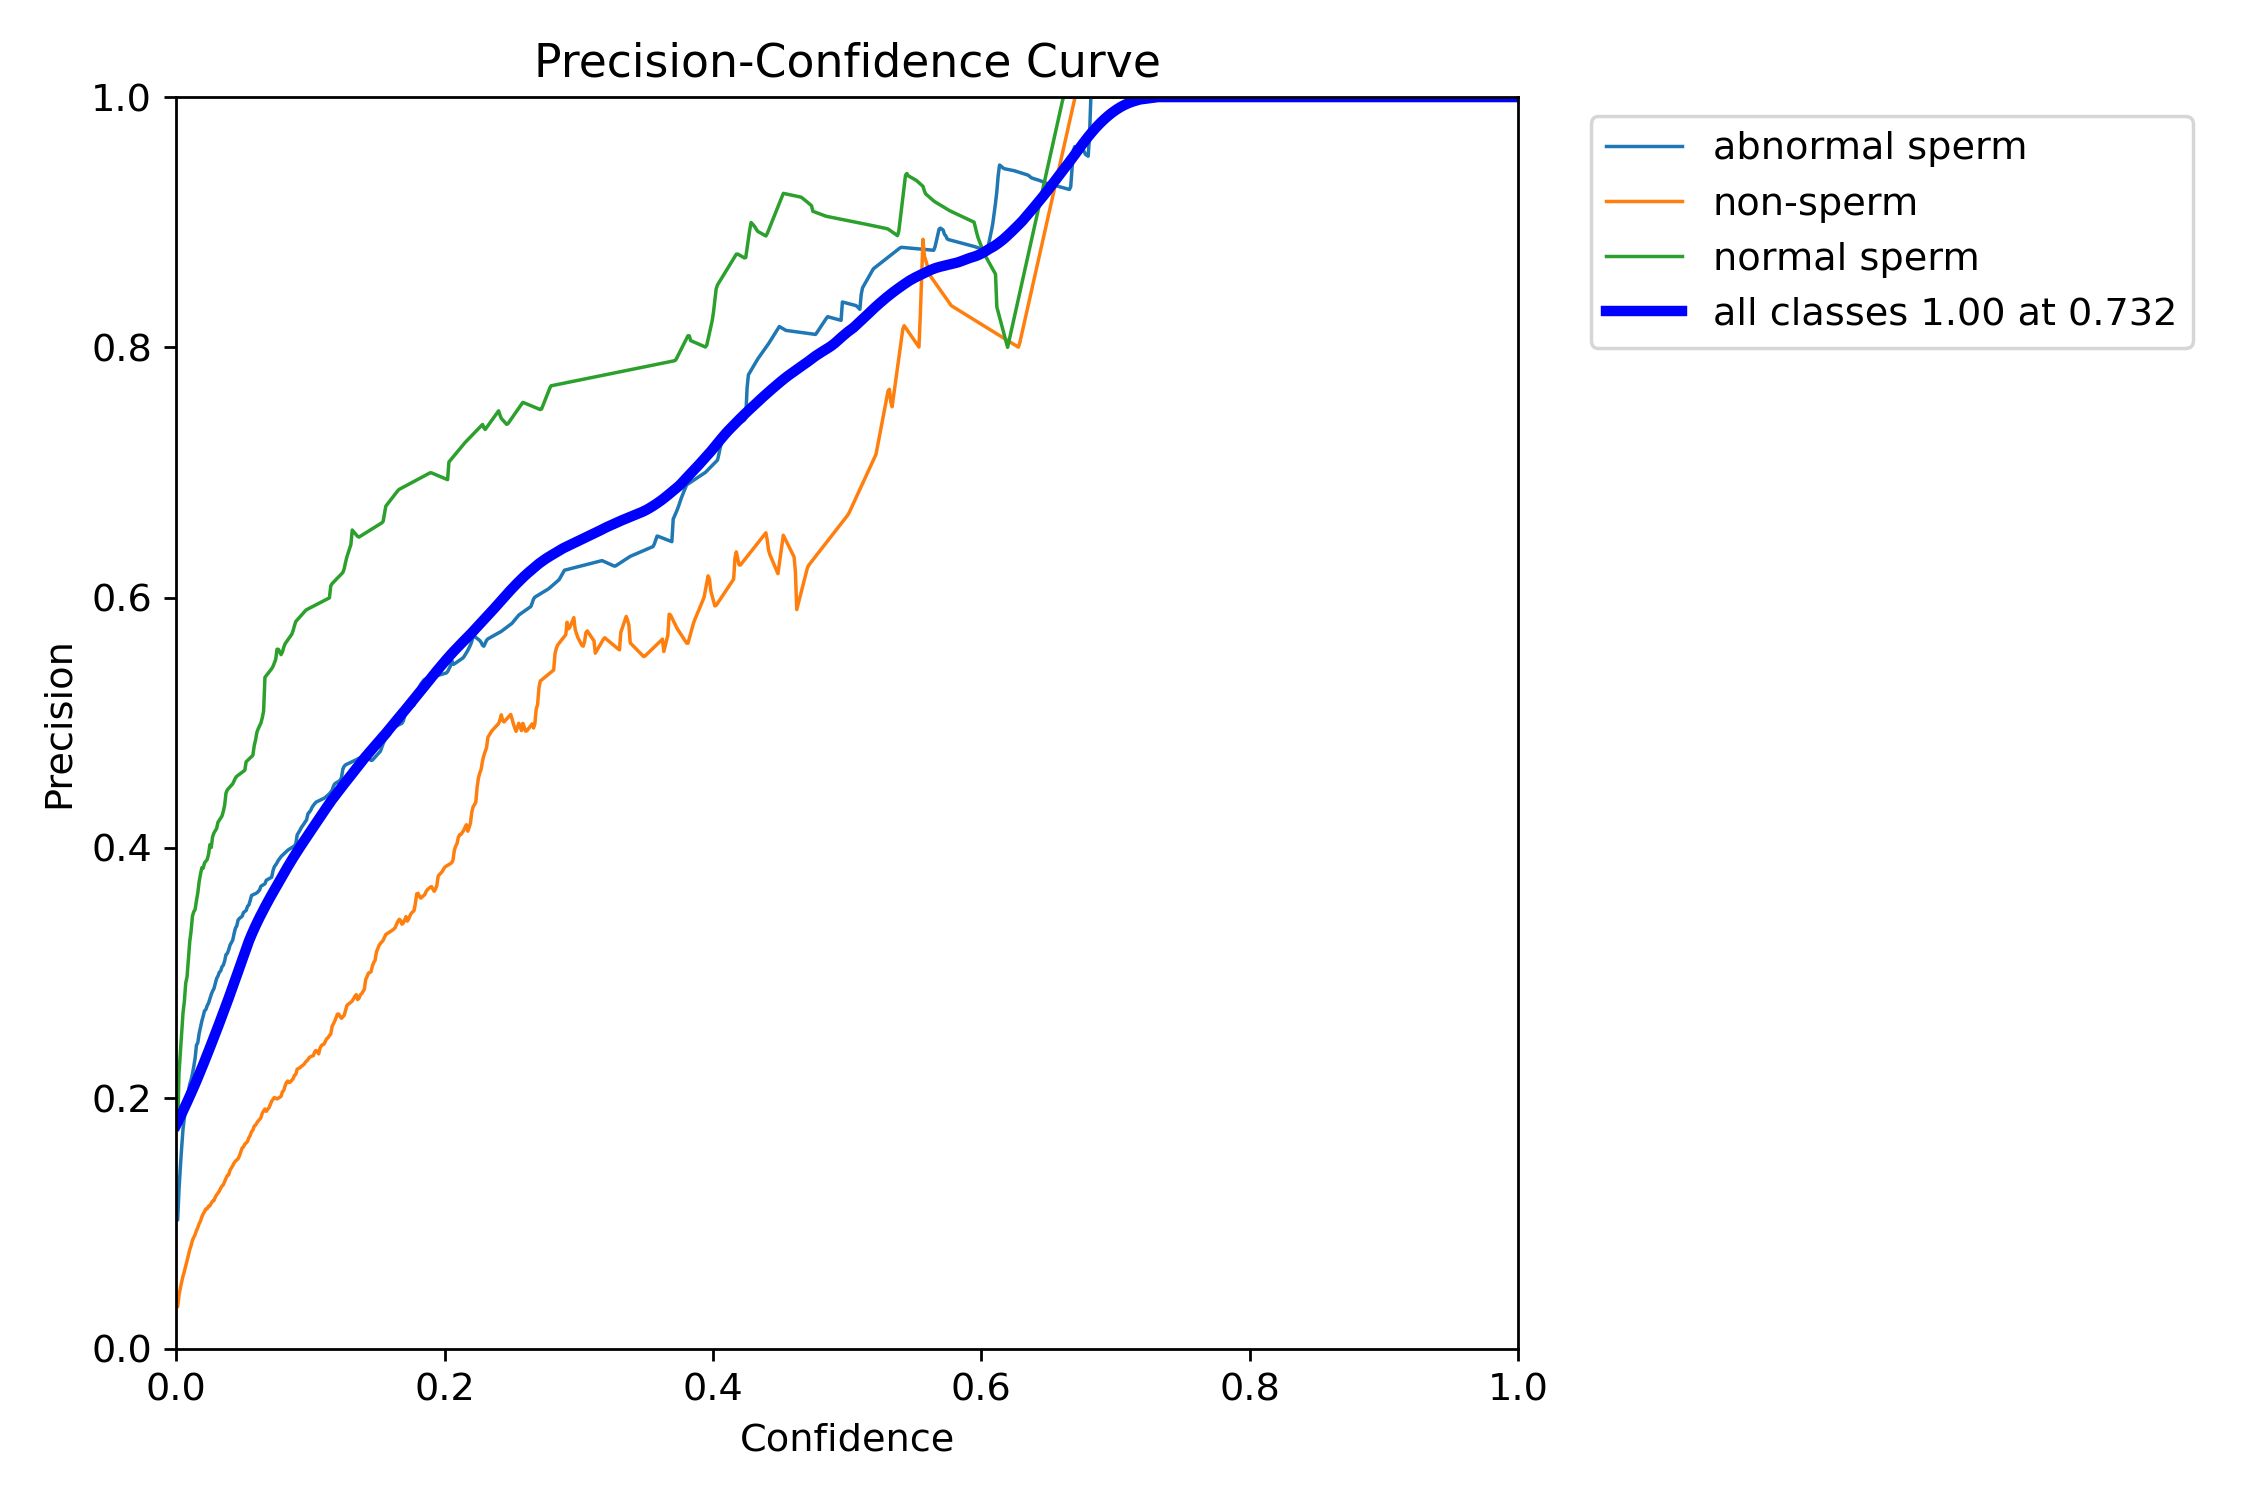 Precision-Confidence Curve
1.0
0.8
0.6
0.4
0.2
0.0
Precision
0.0 0.2 0.4 0.6 0.8 1.0
Confidence
abnormal sperm
non-sperm
normal sperm
all classes 1.00 at 0.732